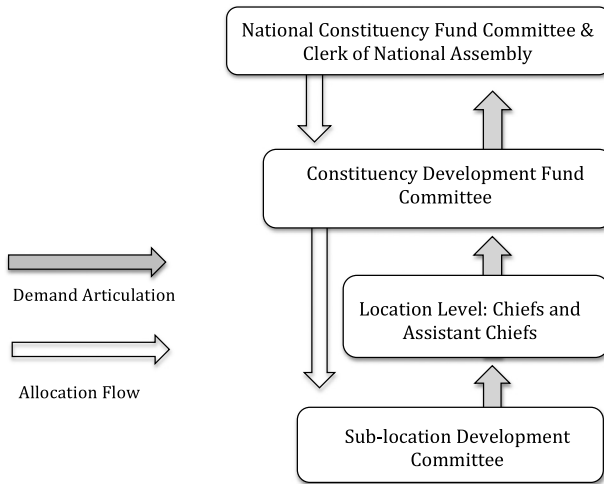 National Constituency Fund Committee &
Clerk of National Assembly
Constituency Development Fund
Committee
Demand Articulation
Location Level: Chiefs and
Assistant Chiefs
Allocation Flow
Sub-location Development
Committee